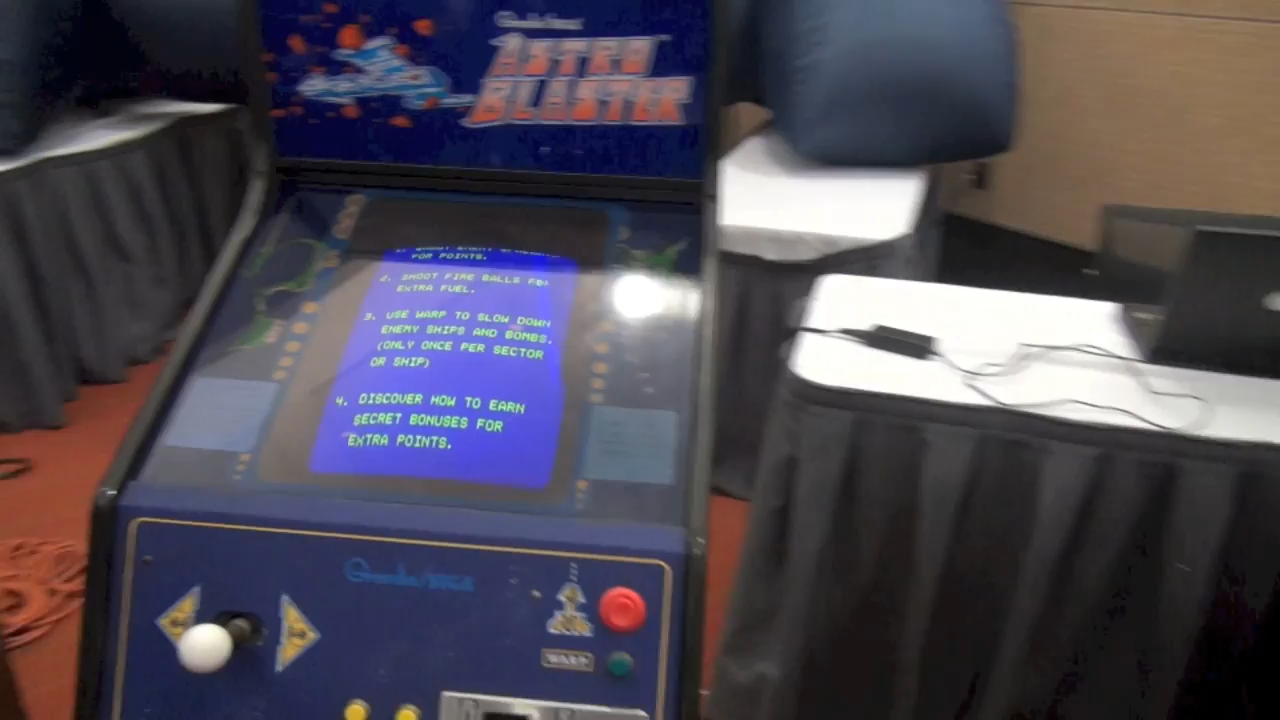 ASTRO
BLASTER
FOR POINTS.
2. SHOOT FIRE BALLS FOR
EXTRA FUEL.
3. USE WARP TO SLOW DOWN
ENEMY SHIPS AND BOMBS.
(ONLY ONCE PER SECTOR
OR SHIP)
4. DISCOVER HOW TO EARN
SECRET BONUSES FOR
EXTRA POINTS.
WARP